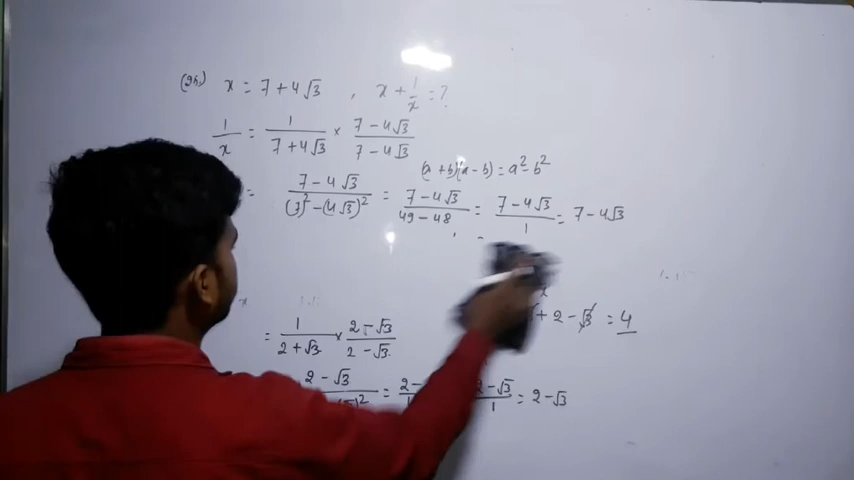 x = 7 + 4√3 , x + 1/x = ?
1/x = 1/(7 + 4√3) × (7 - 4√3)/(7 - 4√3)
(a + b)(a - b) = a² - b²
= (7 - 4√3)/((7)² - (4√3)²) = (7 - 4√3)/(49 - 48) = (7 - 4√3)/1 = 7 - 4√3
+ 2 - √3 = 4
= 1/(2 + √3) × (2 - √3)/(2 - √3)
2 - √3 = 2 - 2 - √3/1 = 2 - √3